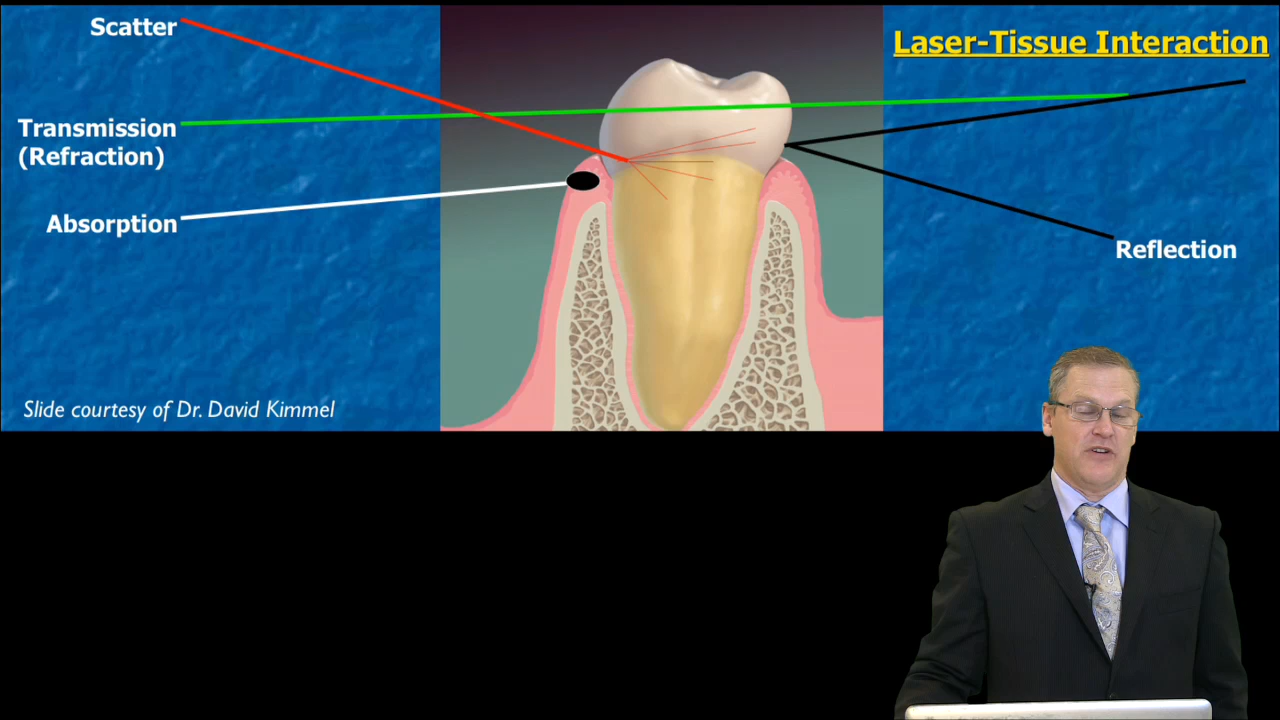 Scatter
Laser-Tissue Interaction
Transmission
(Refraction)
Absorption
Reflection
Slide courtesy of Dr. David Kimmel